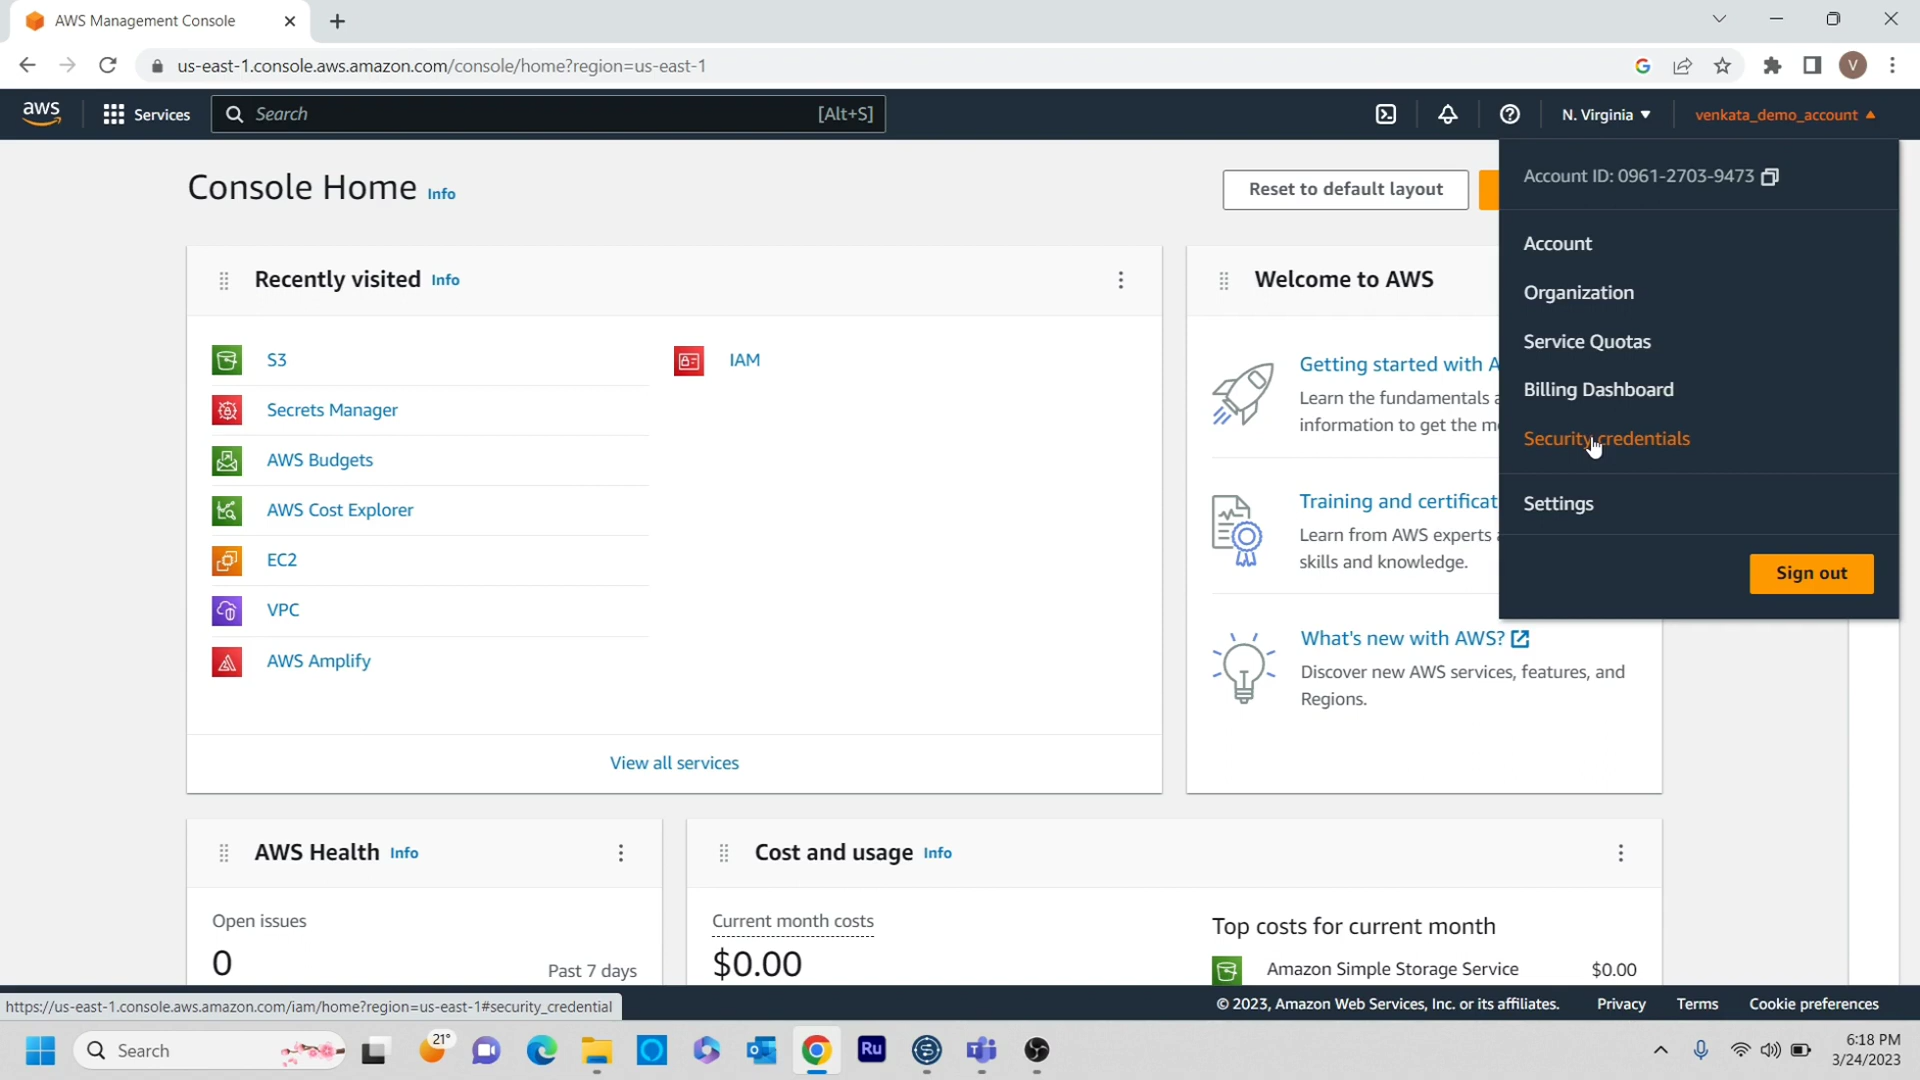 AWS Management Console
us-east-1.console.aws.amazon.com/console/home?region=us-east-1
V
aws
Services
Search
[Alt+S]
N. Virginia
venkata_demo_account
Account ID: 0961-2703-9473
Account
Organization
Service Quotas
Billing Dashboard
Security credentials
Settings
Sign out
Console Home Info
Reset to default layout
Recently visited Info
S3
IAM
Secrets Manager
AWS Budgets
AWS Cost Explorer
EC2
VPC
AWS Amplify
View all services
Welcome to AWS
Getting started with A
Learn the fundamentals a
information to get the m
Training and certificat
Learn from AWS experts a
skills and knowledge.
What's new with AWS?
Discover new AWS services, features, and
Regions.
AWS Health Info
Open issues
0
Past 7 days
Cost and usage Info
Current month costs
$0.00
Top costs for current month
Amazon Simple Storage Service $0.00
https://us-east-1.console.aws.amazon.com/iam/home?region=us-east-1#security_credential
© 2023, Amazon Web Services, Inc. or its affiliates. Privacy Terms Cookie preferences
Search
21°
Ru
6:18 PM
3/24/2023